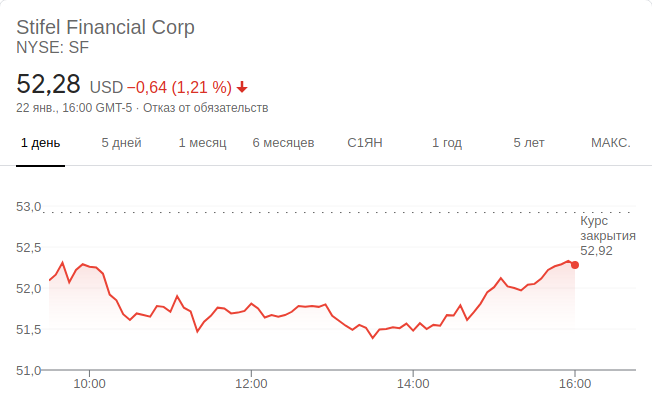 Stifel Financial Corp
NYSE: SF
52,28 USD −0,64 (1,21 %)
22 янв., 16:00 GMT-5 · Отказ от обязательств
1 день 5 дней 1 месяц 6 месяцев С1ЯН 1 год 5 лет МАКС.
53,0
Курс
закрытия
52,92
52,5
52,0
51,5
51,0
10:00 12:00 14:00 16:00